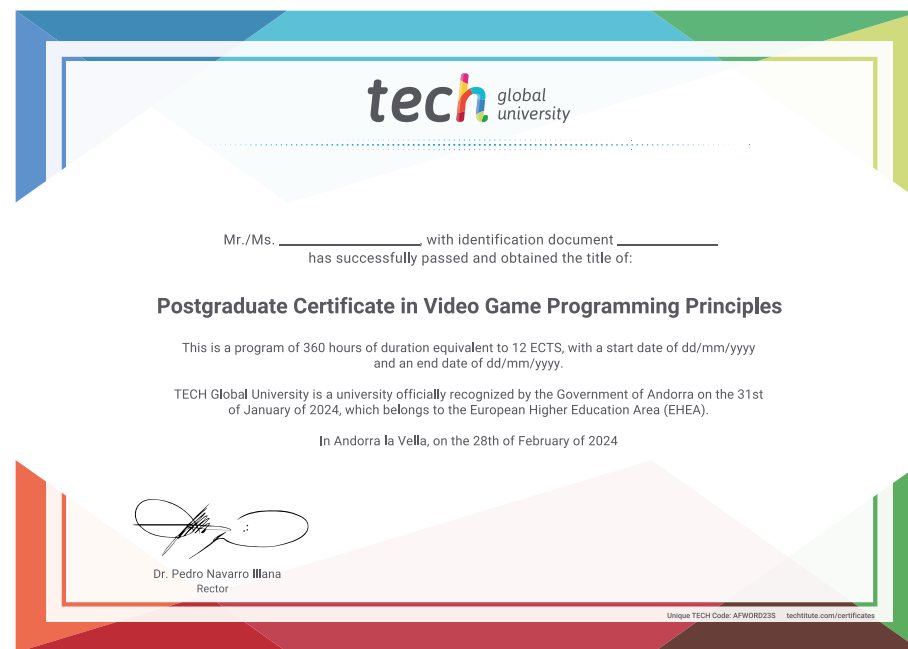 tech global university
Mr./Ms. ____________, with identification document ____________
has successfully passed and obtained the title of:
Postgraduate Certificate in Video Game Programming Principles
This is a program of 360 hours of duration equivalent to 12 ECTS, with a start date of dd/mm/yyyy
and an end date of dd/mm/yyyy.
TECH Global University is a university officially recognized by the Government of Andorra on the 31st
of January of 2024, which belongs to the European Higher Education Area (EHEA).
In Andorra la Vella, on the 28th of February of 2024
Dr. Pedro Navarro Illana
Rector
Unique TECH Code: AFWORD23S techtitute.com/certificates